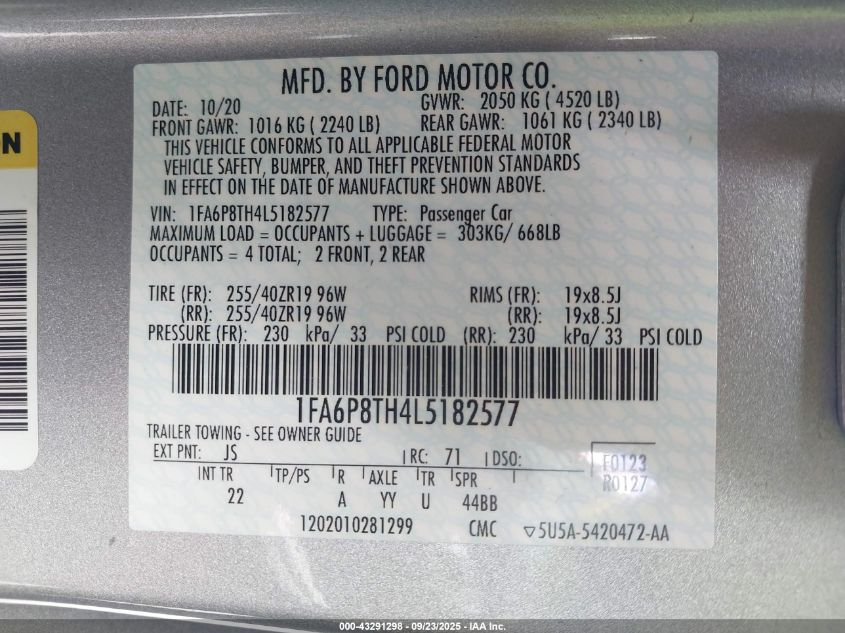 MFD. BY FORD MOTOR CO.
DATE: 10/20 GVWR: 2050 KG ( 4520 LB)
FRONT GAWR: 1016 KG ( 2240 LB) REAR GAWR: 1061 KG ( 2340 LB)
THIS VEHICLE CONFORMS TO ALL APPLICABLE FEDERAL MOTOR
VEHICLE SAFETY, BUMPER, AND THEFT PREVENTION STANDARDS
IN EFFECT ON THE DATE OF MANUFACTURE SHOWN ABOVE.
VIN: 1FA6P8TH4L5182577 TYPE: Passenger Car
MAXIMUM LOAD = OCCUPANTS + LUGGAGE = 303KG/ 668LB
OCCUPANTS = 4 TOTAL; 2 FRONT, 2 REAR
TIRE (FR): 255/40ZR19 96W RIMS (FR): 19x8.5J
(RR): 255/40ZR19 96W (RR): 19x8.5J
PRESSURE (FR): 230 kPa/ 33 PSI COLD (RR): 230 kPa/ 33 PSI COLD
1FA6P8TH4L5182577
TRAILER TOWING - SEE OWNER GUIDE
EXT PNT: JS RC: 71 DSO: F0123
R0127
INT TR TP/PS R AXLE TR SPR
22 A YY U 44BB
1202010281299 CMC ▽5U5A-5420472-AA
N
000-43291298 - 09/23/2025 - IAA Inc.